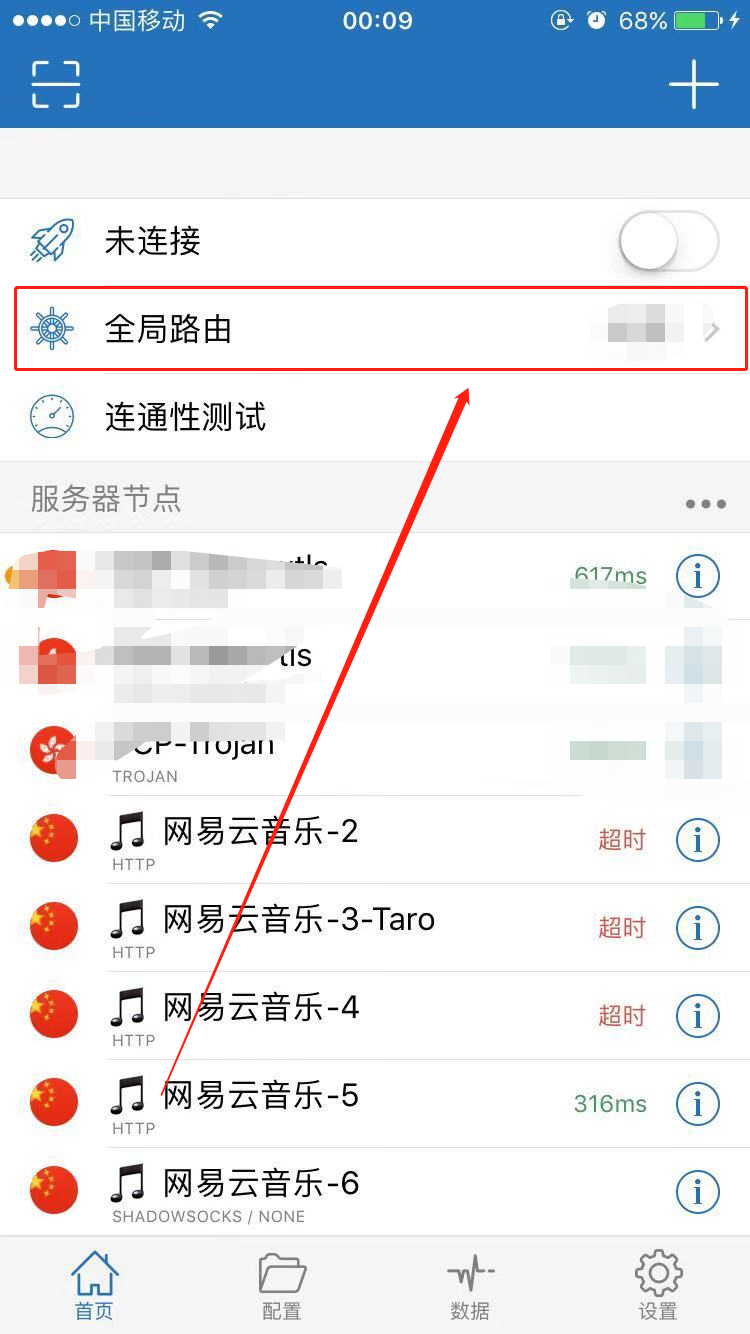 中国移动 00:09 68%
未连接
全局路由
连通性测试
服务器节点
617ms
tls
CP-Trojan
TROJAN
网易云音乐-2 超时
HTTP
网易云音乐-3-Taro 超时
HTTP
网易云音乐-4 超时
HTTP
网易云音乐-5 316ms
HTTP
网易云音乐-6
SHADOWSOCKS / NONE
首页 配置 数据 设置